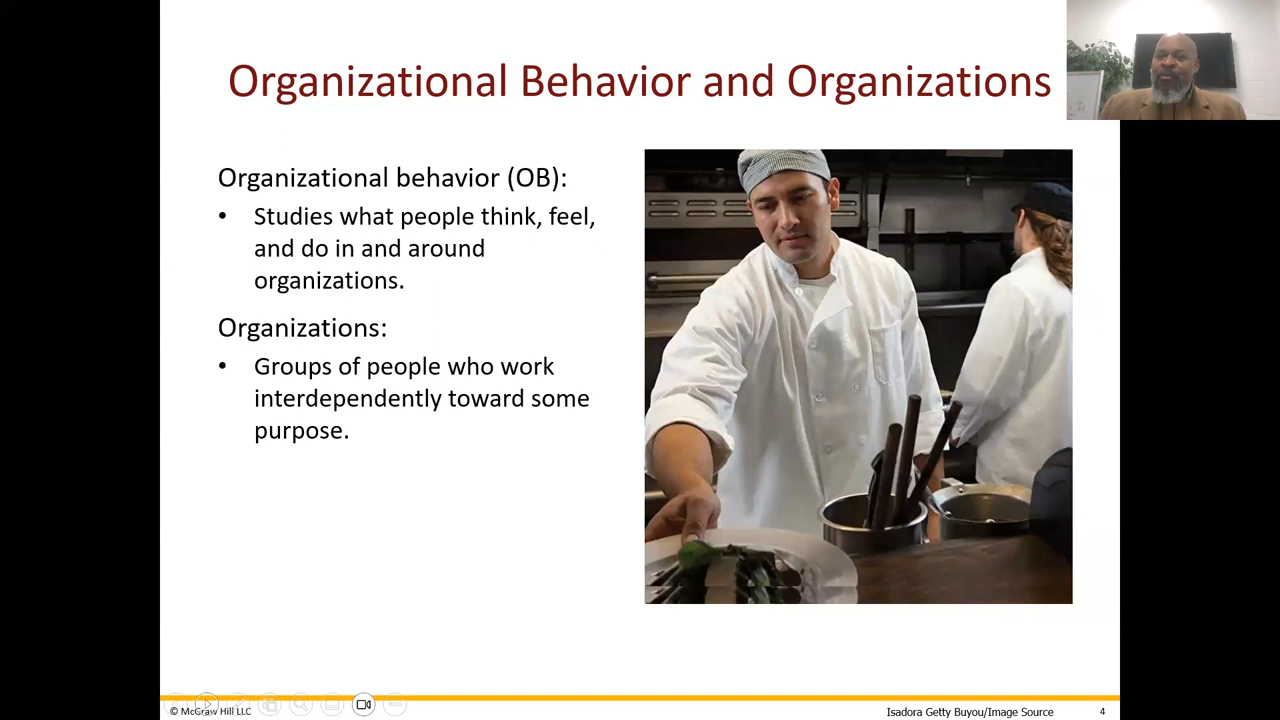 Organizational Behavior and Organizations
Organizational behavior (OB):
• Studies what people think, feel,
and do in and around
organizations.
Organizations:
• Groups of people who work
interdependently toward some
purpose.
© McGraw Hill LLC
Isadora Getty Buyou/Image Source
4